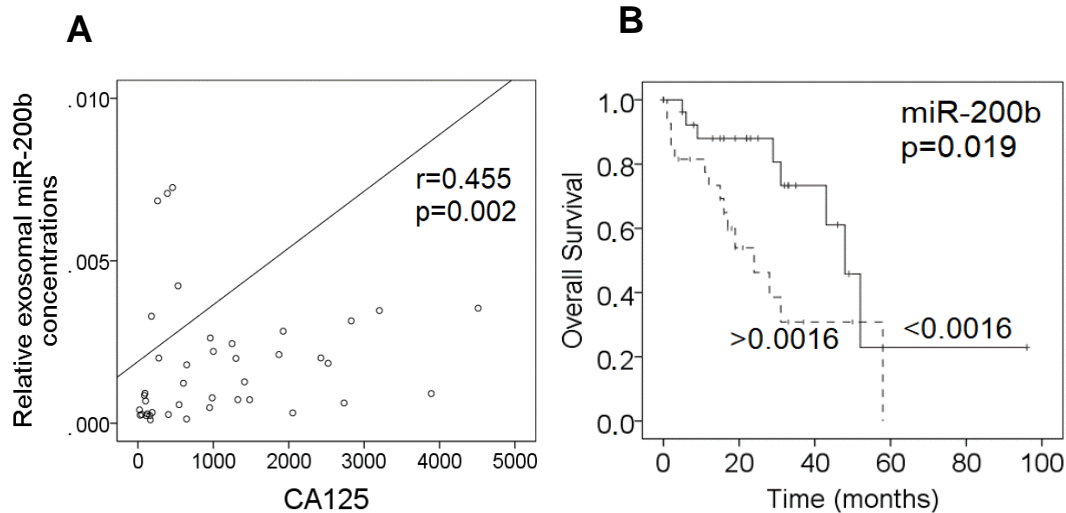 A
Relative exosomal miR-200b
concentrations
.010
.005
.000
r=0.455
p=0.002
0 1000 2000 3000 4000 5000
CA125
B
Overall Survival
1.0
0.8
0.6
0.4
0.2
0.0
miR-200b
p=0.019
>0.0016
<0.0016
0 20 40 60 80 100
Time (months)